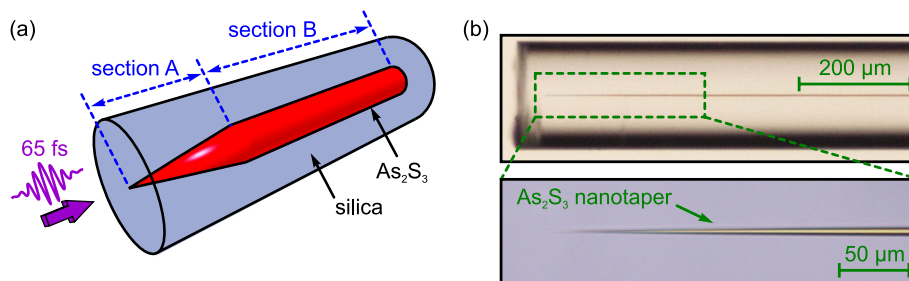 (a)
section A
section B
65 fs
As₂S₃
silica
(b)
200 µm
As₂S₃ nanotaper
50 µm